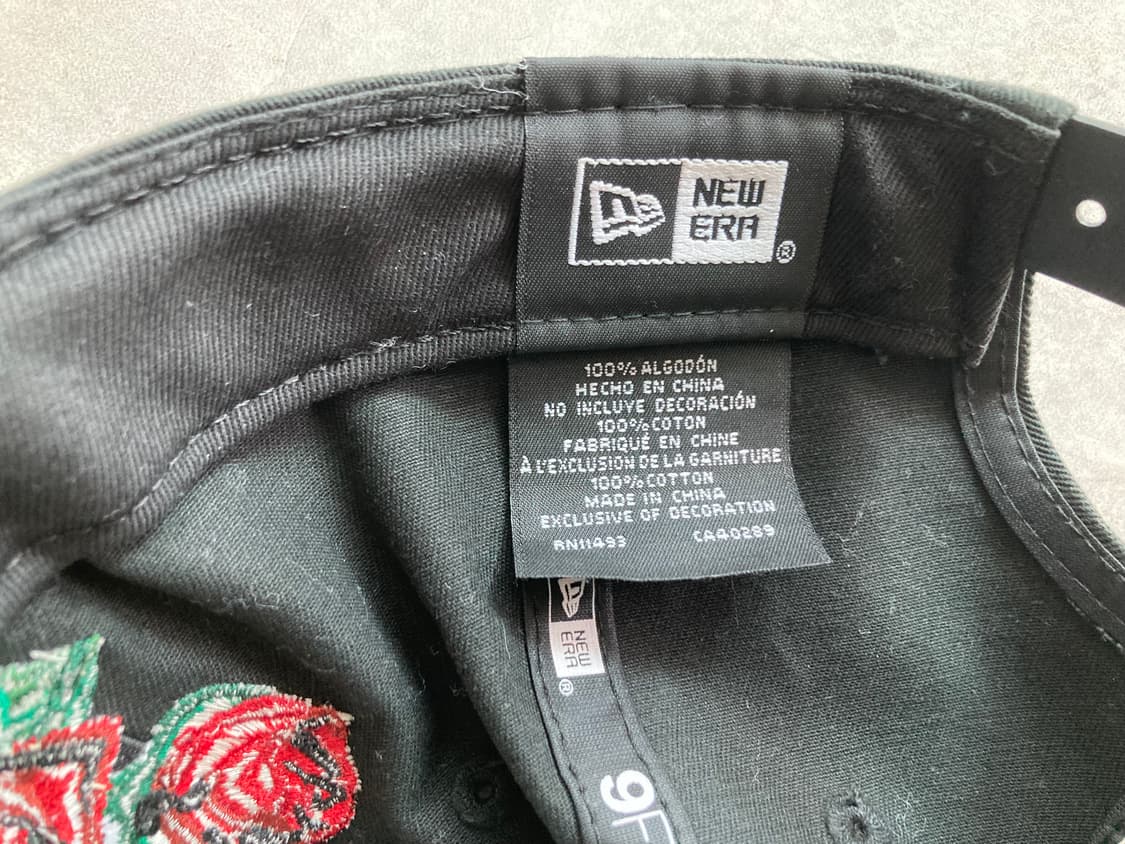 NEW
ERA
®
100% ALGODÓN
HECHO EN CHINA
NO INCLUYE DECORACIÓN
100% COTON
FABRIQUÉ EN CHINE
À L'EXCLUSION DE LA GARNITURE
100% COTTON
MADE IN CHINA
EXCLUSIVE OF DECORATION
RN11493 CA40289
NEW
ERA
®
9F